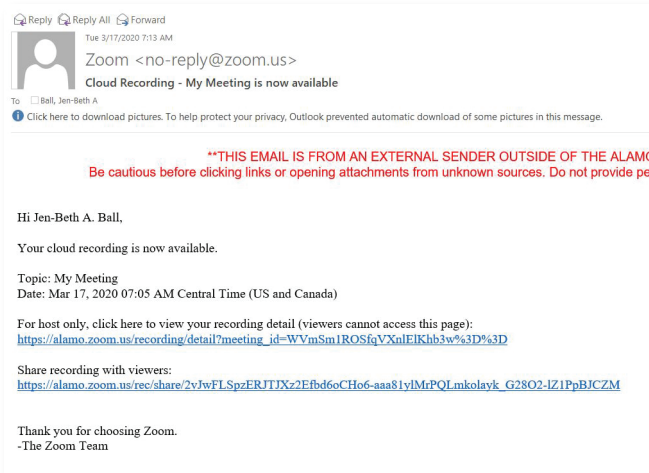 Reply Reply All Forward
Tue 3/17/2020 7:13 AM
Zoom <no-reply@zoom.us>
Cloud Recording - My Meeting is now available
To Ball, Jen-Beth A
Click here to download pictures. To help protect your privacy, Outlook prevented automatic download of some pictures in this message.
**THIS EMAIL IS FROM AN EXTERNAL SENDER OUTSIDE OF THE ALAMO
Be cautious before clicking links or opening attachments from unknown sources. Do not provide pe
Hi Jen-Beth A. Ball,
Your cloud recording is now available.
Topic: My Meeting
Date: Mar 17, 2020 07:05 AM Central Time (US and Canada)
For host only, click here to view your recording detail (viewers cannot access this page):
https://alamo.zoom.us/recording/detail?meeting_id=WVmSm1ROSfqVXnlElKhb3w%3D%3D
Share recording with viewers:
https://alamo.zoom.us/rec/share/2vJwFLSpzERJTJXz2Efbd6oCHo6-aaa81ylMrPQLmkolayk_G28O2-lZ1PpBJCZM
Thank you for choosing Zoom.
-The Zoom Team